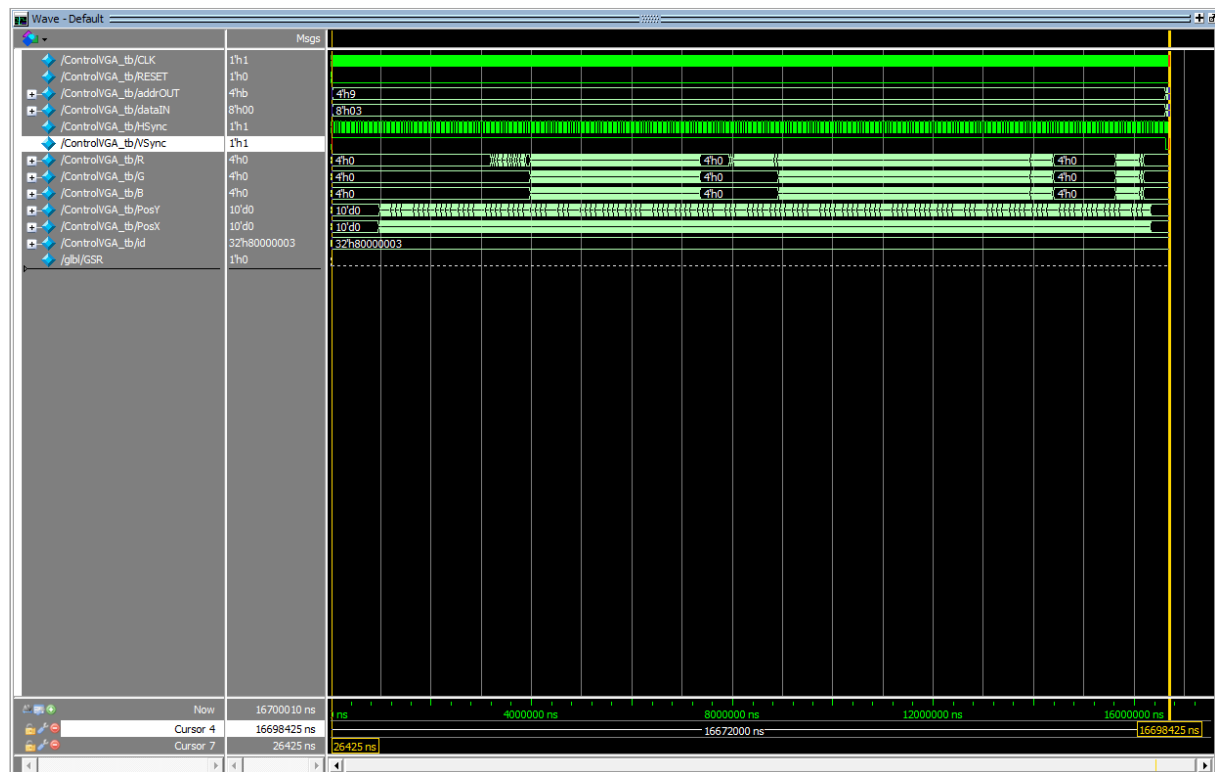 Wave - Default
Msgs
/ControlVGA_tb/CLK 1'h1
/ControlVGA_tb/RESET 1'h0
/ControlVGA_tb/addrOUT 4'hb 4'h9
/ControlVGA_tb/dataIN 8'h00 8'h03
/ControlVGA_tb/HSync 1'h1
/ControlVGA_tb/VSync 1'h1
/ControlVGA_tb/R 4'h0 4'h0 4'h0 4'h0
/ControlVGA_tb/G 4'h0 4'h0 4'h0 4'h0
/ControlVGA_tb/B 4'h0 4'h0 4'h0 4'h0
/ControlVGA_tb/PosY 10'd0 10'd0
/ControlVGA_tb/PosX 10'd0 10'd0
/ControlVGA_tb/id 32'h80000003 32'h80000003
/glbl/GSR 1'h0
Now 16700010 ns ns 4000000 ns 8000000 ns 12000000 ns 16000000 ns
Cursor 4 16698425 ns 16672000 ns 16698425 ns
Cursor 7 26425 ns 26425 ns